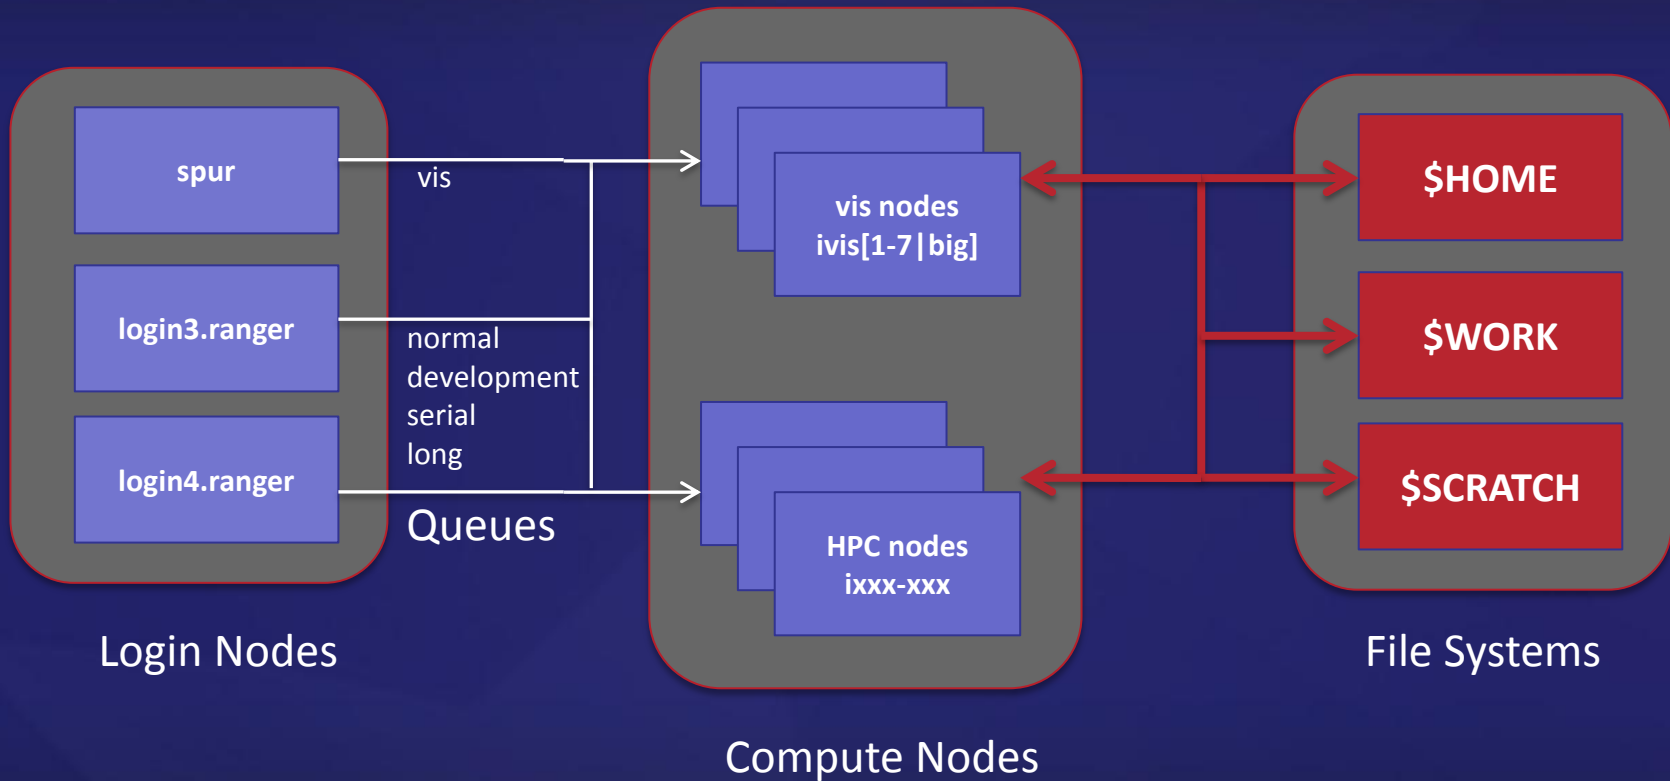 spur
login3.ranger
login4.ranger
Login Nodes
vis
normal
development
serial
long
Queues
vis nodes
ivis[1-7|big]
HPC nodes
ixxx-xxx
Compute Nodes
$HOME
$WORK
$SCRATCH
File Systems